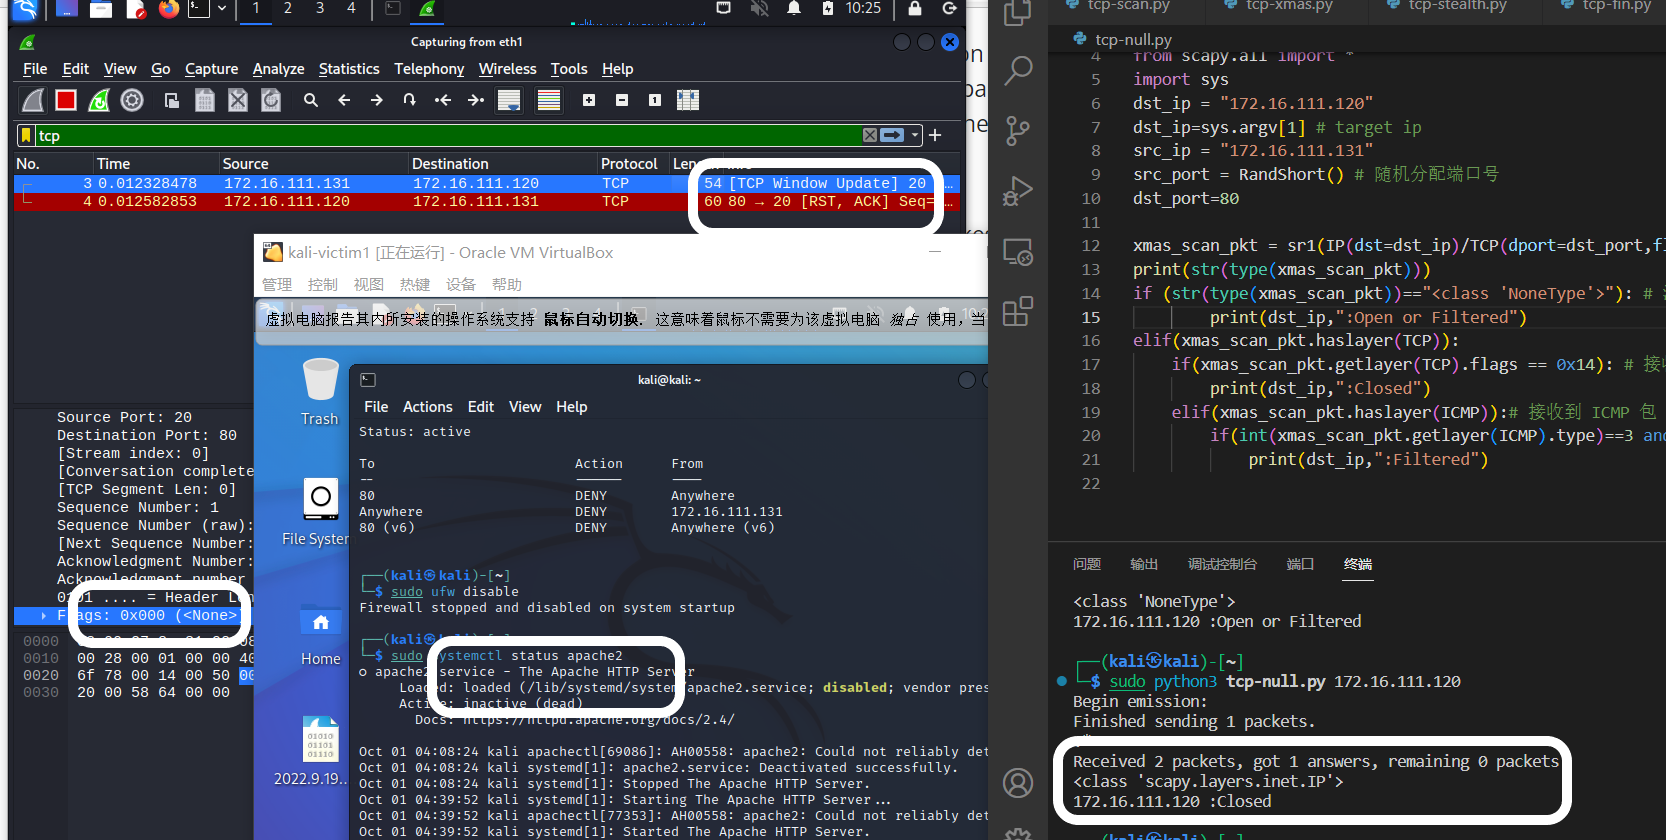 1 2 3 4
10:25
Capturing from eth1
File Edit View Go Capture Analyze Statistics Telephony Wireless Tools Help
tcp
No. Time Source Destination Protocol
3 0.012328478 172.16.111.131 172.16.111.120 TCP 54 [TCP Window Update] 20 …
4 0.012582853 172.16.111.120 172.16.111.131 TCP 60 80 → 20 [RST, ACK] Seq= …
Source Port: 20
Destination Port: 80
[Stream index: 0]
[Conversation complete
[TCP Segment Len: 0]
Sequence Number: 1
Sequence Number (raw):
[Next Sequence Number:
Acknowledgment Number:
Acknowledgment number
.... = Header Len
Flags: 0x000 (<None>)
0000
0010 00 28 00 01 00 00 40
0020 6f 78 00 14 00 50 00
0030 20 00 58 64 00 00
kali-victim1 [正在运行] - Oracle VM VirtualBox
管理 控制 视图 热键 设备 帮助
虚拟电脑报告其内所安装的操作系统支持 鼠标自动切换. 这意味着鼠标不需要为该虚拟电脑 独占 使用，当
Trash
File System
Home
2022.9.19…
kali@kali: ~
File Actions Edit View Help
Status: active
To Action From
-- ------ ----
80 DENY Anywhere
Anywhere DENY 172.16.111.131
80 (v6) DENY Anywhere (v6)
┌──(kali㉿kali)-[~]
└─$ sudo ufw disable
Firewall stopped and disabled on system startup
┌──(kali㉿kali)-[~]
└─$ sudo systemctl status apache2
○ apache2.service - The Apache HTTP Server
Loaded: loaded (/lib/systemd/system/apache2.service; disabled; vendor pres
Active: inactive (dead)
Docs: https://httpd.apache.org/docs/2.4/
Oct 01 04:08:24 kali apachectl[69086]: AH00558: apache2: Could not reliably det
Oct 01 04:08:24 kali systemd[1]: apache2.service: Deactivated successfully.
Oct 01 04:08:24 kali systemd[1]: Stopped The Apache HTTP Server.
Oct 01 04:39:52 kali systemd[1]: Starting The Apache HTTP Server...
Oct 01 04:39:52 kali apachectl[77353]: AH00558: apache2: Could not reliably det
Oct 01 04:39:52 kali systemd[1]: Started The Apache HTTP Server.
tcp-scan.py tcp-xmas.py tcp-stealth.py tcp-fin.py
tcp-null.py
4 from scapy.all import *
5 import sys
6 dst_ip = "172.16.111.120"
7 dst_ip=sys.argv[1] # target ip
8 src_ip = "172.16.111.131"
9 src_port = RandShort() # 随机分配端口号
10 dst_port=80
11
12 xmas_scan_pkt = sr1(IP(dst=dst_ip)/TCP(dport=dst_port,fl
13 print(str(type(xmas_scan_pkt)))
14 if (str(type(xmas_scan_pkt))=="<class 'NoneType'>"): #
15 print(dst_ip,":Open or Filtered")
16 elif(xmas_scan_pkt.haslayer(TCP)):
17 if(xmas_scan_pkt.getlayer(TCP).flags == 0x14): # 接收
18 print(dst_ip,":Closed")
19 elif(xmas_scan_pkt.haslayer(ICMP)):# 接收到 ICMP 包
20 if(int(xmas_scan_pkt.getlayer(ICMP).type)==3 and
21 print(dst_ip,":Filtered")
22
问题 输出 调试控制台 端口 终端
<class 'NoneType'>
172.16.111.120 :Open or Filtered
┌──(kali㉿kali)-[~]
└─$ sudo python3 tcp-null.py 172.16.111.120
Begin emission:
Finished sending 1 packets.
.*
Received 2 packets, got 1 answers, remaining 0 packets
<class 'scapy.layers.inet.IP'>
172.16.111.120 :Closed